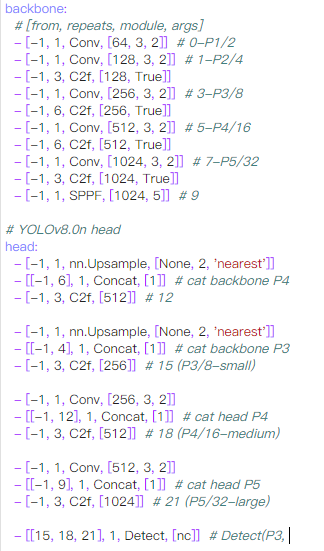 backbone:
# [from, repeats, module, args]
– [–1, 1, Conv, [64, 3, 2]] # 0–P1/2
– [–1, 1, Conv, [128, 3, 2]] # 1–P2/4
– [–1, 3, C2f, [128, True]]
– [–1, 1, Conv, [256, 3, 2]] # 3–P3/8
– [–1, 6, C2f, [256, True]
– [–1, 1, Conv, [512, 3, 2]] # 5–P4/16
– [–1, 6, C2f, [512, True]]
– [–1, 1, Conv, [1024, 3, 2]] # 7–P5/32
– [–1, 3, C2f, [1024, True]]
– [–1, 1, SPPF, [1024, 5]] # 9
# YOLOv8.0n head
head:
– [–1, 1, nn.Upsample, [None, 2, ’nearest”]]
– [[–1, 6], 1, Concat, [1]] # cat backbone P4
– [–1, 3, C2f, [512]] # 12
– [–1, 1, nn.Upsample, [None, 2, ’nearest”]]
– [[–1, 4], 1, Concat, [1]] # cat backbone P3
– [–1, 3, C2f, [256]] # 15 (P3/8–small)
– [–1, 1, Conv, [256, 3, 2]]
– [[–1, 12], 1, Concat, [1]] # cat head P4
– [–1, 3, C2f, [512]] # 18 (P4/16–medium)
– [–1, 1, Conv, [512, 3, 2]]
– [[–1, 9], 1, Concat, [1]] # cat head P5
– [–1, 3, C2f, [1024]] # 21 (P5/32–large)
– [[15, 18, 21], 1, Detect, [nc]] # Detect(P3,